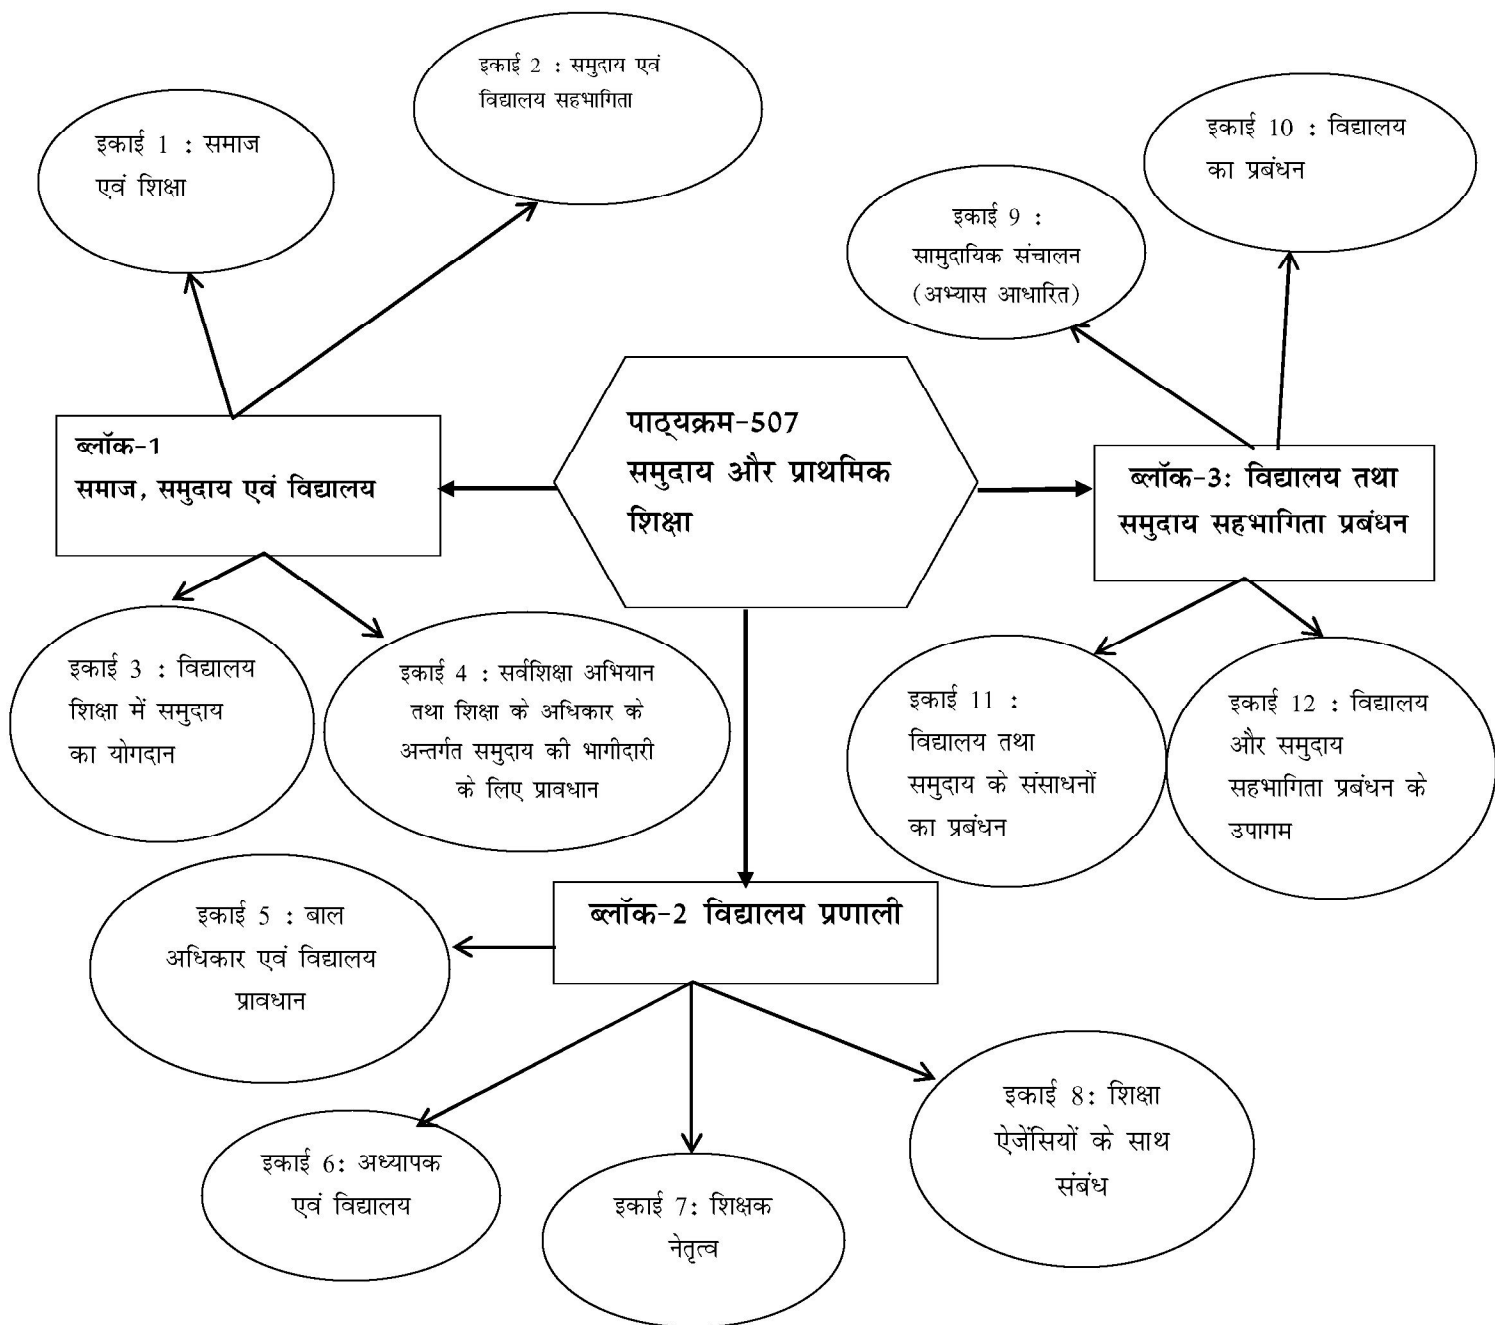 इकाई 1 : समाज
एवं शिक्षा
इकाई 2 : समुदाय एवं
विद्यालय सहभागिता
इकाई 9 :
सामुदायिक संचालन
(अभ्यास आधारित)
इकाई 10 : विद्यालय
का प्रबंधन
ब्लॉक-1
समाज, समुदाय एवं विद्यालय
पाठ्यक्रम-507
समुदाय और प्राथमिक
शिक्षा
ब्लॉक-3: विद्यालय तथा
समुदाय सहभागिता प्रबंधन
इकाई 3 : विद्यालय
शिक्षा में समुदाय
का योगदान
इकाई 4 : सर्वशिक्षा अभियान
तथा शिक्षा के अधिकार के
अन्तर्गत समुदाय की भागीदारी
के लिए प्रावधान
इकाई 11 :
विद्यालय तथा
समुदाय के संसाधनों
का प्रबंधन
इकाई 12 : विद्यालय
और समुदाय
सहभागिता प्रबंधन के
उपागम
ब्लॉक-2 विद्यालय प्रणाली
इकाई 5 : बाल
अधिकार एवं विद्यालय
प्रावधान
इकाई 6: अध्यापक
एवं विद्यालय
इकाई 7: शिक्षक
नेतृत्व
इकाई 8: शिक्षा
ऐजेंसियों के साथ
संबंध